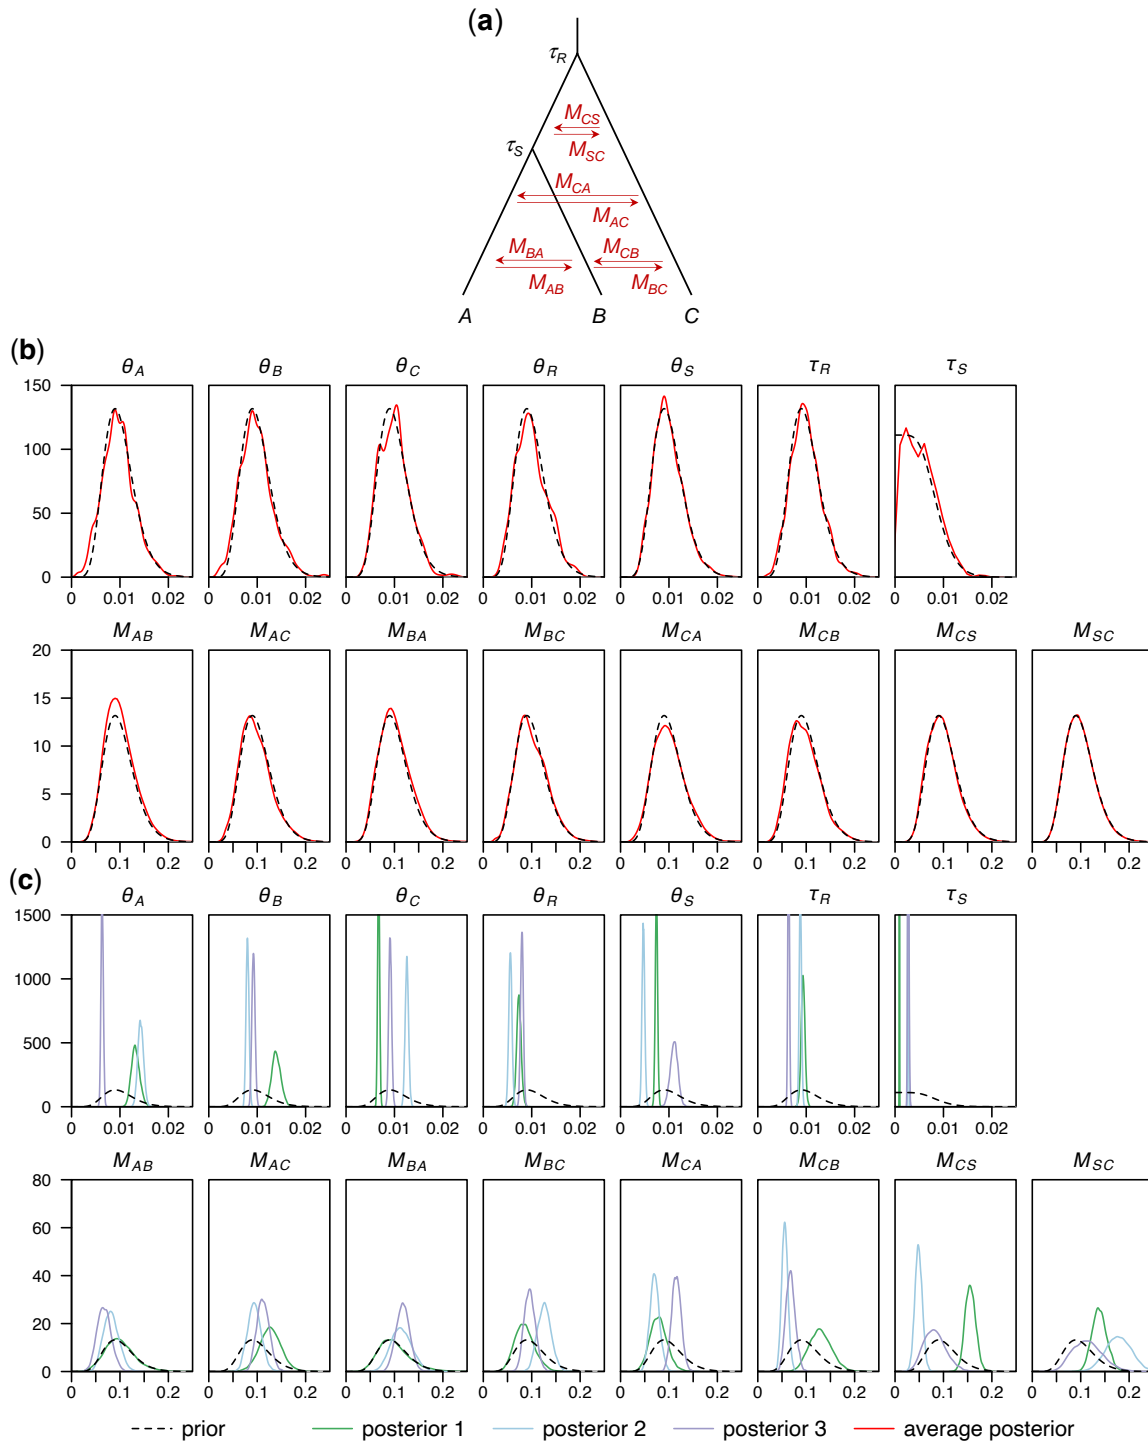 (a)
τR
MCS
τS
MSC
MCA
MAC
MBA MCB
MAB MBC
A B C
(b)
θA θB θC θR θS τR τS
150
100
50
0
0 0.01 0.02 0 0.01 0.02 0 0.01 0.02 0 0.01 0.02 0 0.01 0.02 0 0.01 0.02 0 0.01 0.02
MAB MAC MBA MBC MCA MCB MCS MSC
20
15
10
5
0
0 0.1 0.2 0 0.1 0.2 0 0.1 0.2 0 0.1 0.2 0 0.1 0.2 0 0.1 0.2 0 0.1 0.2 0 0.1 0.2
(c)
θA θB θC θR θS τR τS
1500
1000
500
0
0 0.01 0.02 0 0.01 0.02 0 0.01 0.02 0 0.01 0.02 0 0.01 0.02 0 0.01 0.02 0 0.01 0.02
MAB MAC MBA MBC MCA MCB MCS MSC
80
60
40
20
0
0 0.1 0.2 0 0.1 0.2 0 0.1 0.2 0 0.1 0.2 0 0.1 0.2 0 0.1 0.2 0 0.1 0.2 0 0.1 0.2
prior posterior 1 posterior 2 posterior 3 average posterior